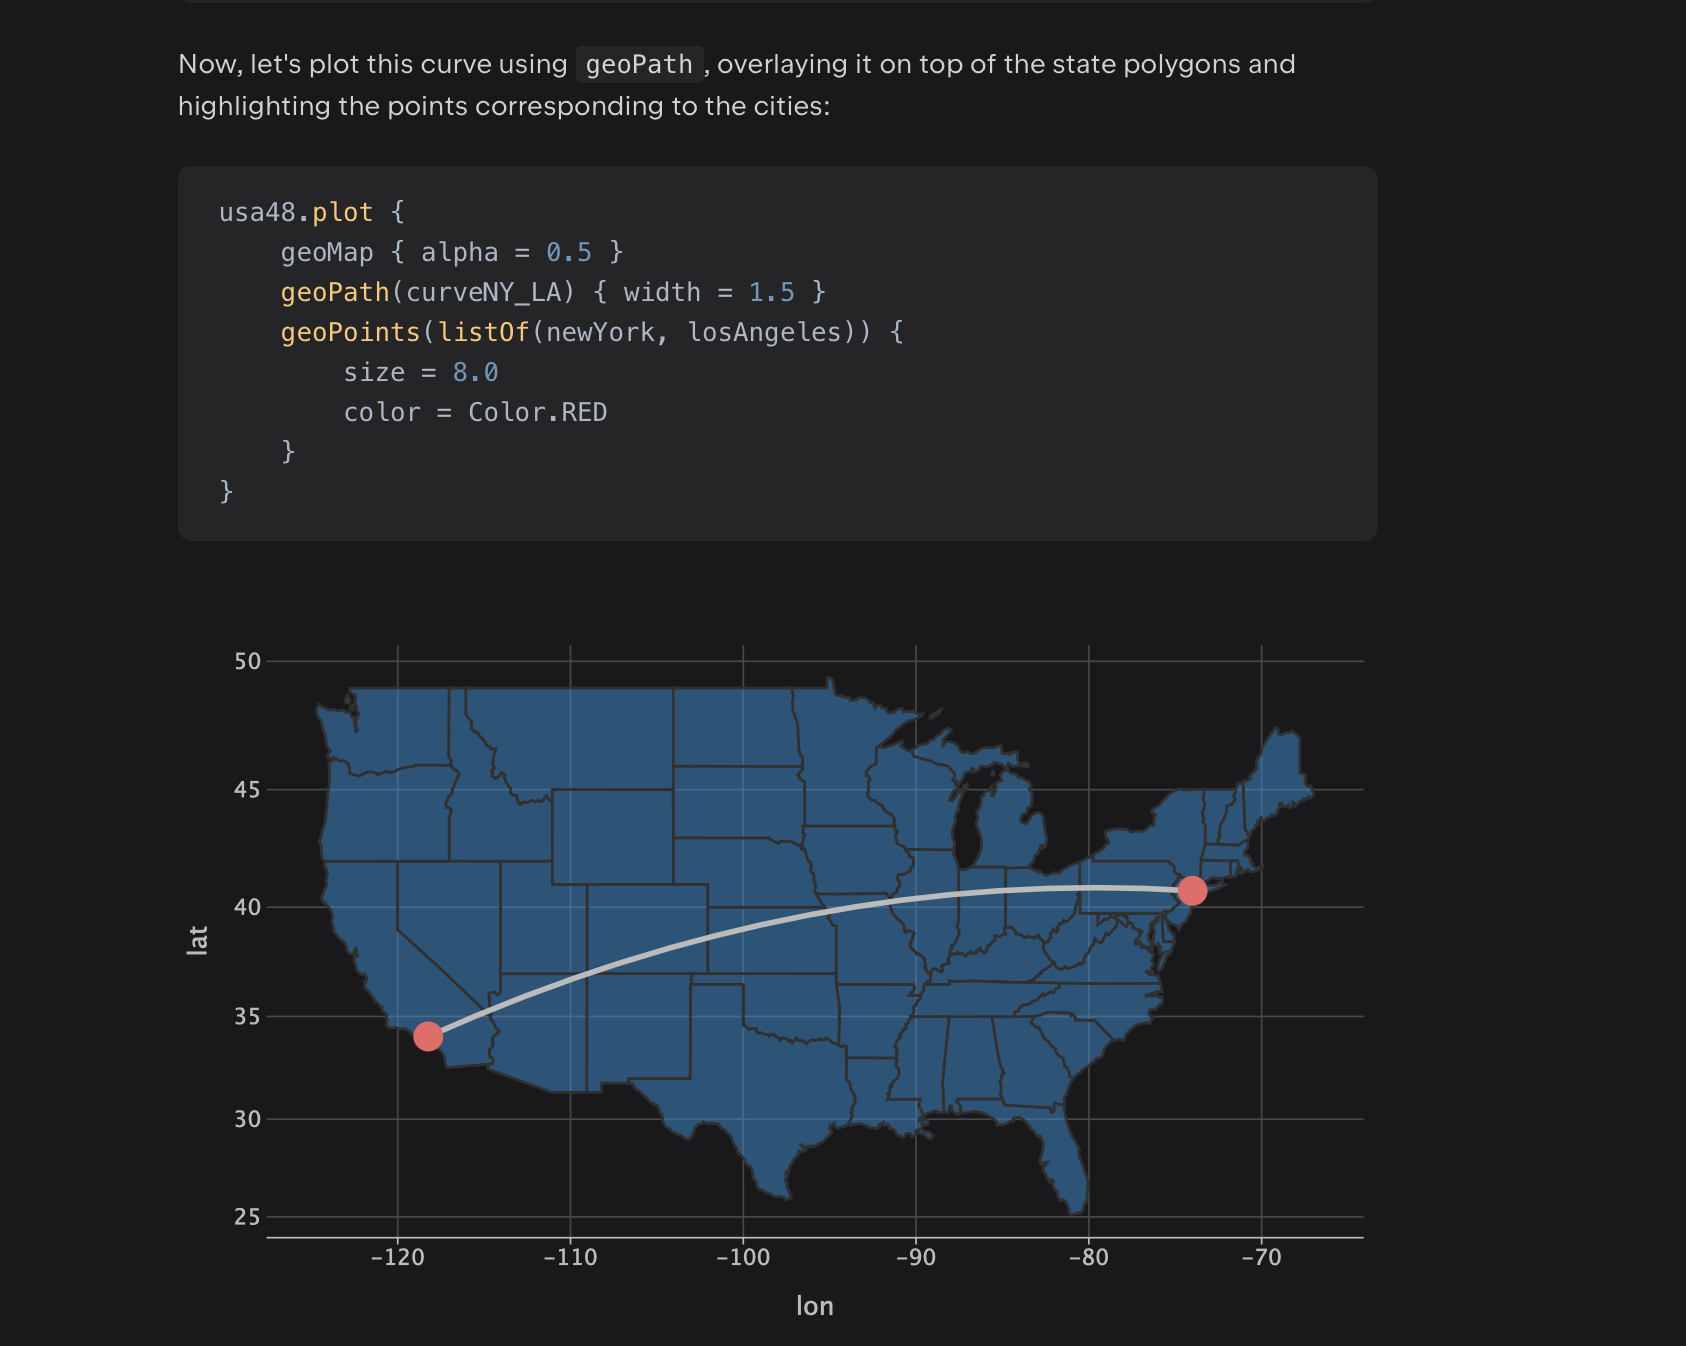 Now, let's plot this curve using geoPath, overlaying it on top of the state polygons and
highlighting the points corresponding to the cities:
usa48.plot {
    geoMap { alpha = 0.5 }
    geoPath(curveNY_LA) { width = 1.5 }
    geoPoints(listOf(newYork, losAngeles)) {
        size = 8.0
        color = Color.RED
    }
}
50
45
40
35
30
25
lat
−120 −110 −100 −90 −80 −70
lon